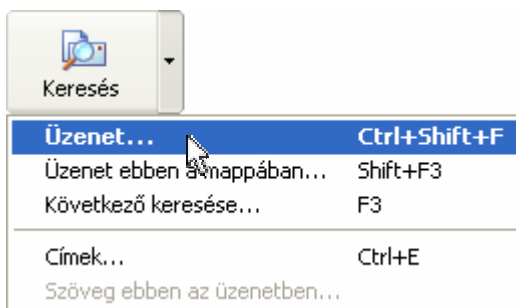 Keresés
Üzenet... Ctrl+Shift+F
Üzenet ebben a mappában... Shift+F3
Következő keresése... F3
Címek... Ctrl+E
Szöveg ebben az üzenetben...